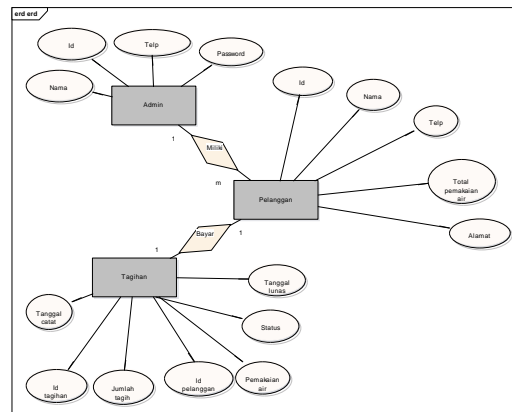 erd erd
Id
Telp
Password
Nama
Admin
Id
Nama
Telp
1
Miliki
m
Pelanggan
Total
pemakaian
air
Alamat
Bayar
1
1
Tagihan
Tanggal
lunas
Tanggal
catat
Status
Id
tagihan
Jumlah
tagih
Id
pelanggan
Pemakaian
air